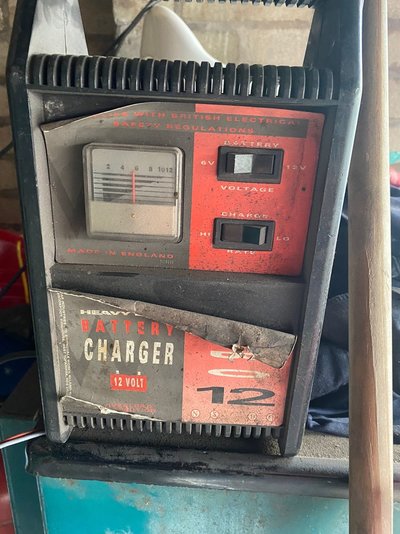 WITH BRITISH ELECTRICAL
SAFETY REGULATIONS
BATTERY
6V
12V
VOLTAGE
2 4 6 8 10 12
CHARGE
HI
LO
RATE
MADE IN ENGLAND
HEAVY
BATTERY
CHARGER
12 VOLT
12